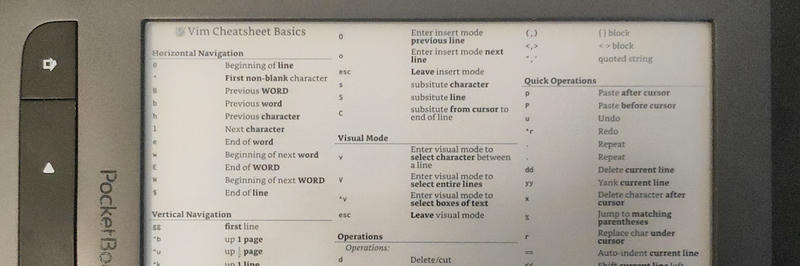 Vim Cheatsheet Basics
Horizontal Navigation
0 Beginning of line
^ First non-blank character
B Previous WORD
b Previous word
h Previous character
l Next character
e End of word
w Beginning of next word
E End of WORD
W Beginning of next WORD
$ End of line
Vertical Navigation
gg first line
^b up 1 page
^u up ½ page
^k up 1 line
O Enter insert mode
previous line
o Enter insert mode next
line
esc Leave insert mode
s subsitute character
S subsitute line
C subsitute from cursor to
end of line
Visual Mode
v Enter visual mode to
select character between
a line
V Enter visual mode to
select entire lines
^v Enter visual mode to
select boxes of text
esc Leave visual mode
Operations
Operations:
d Delete/cut
{,} {} block
<,> < > block
",' quoted string
Quick Operations
p Paste after cursor
P Paste before cursor
u Undo
^r Redo
. Repeat
. Repeat
dd Delete current line
yy Yank current line
x Delete character after
cursor
% Jump to matching
parentheses
r Replace char under
cursor
== Auto-indent current line
<< Shift current line left
PocketBo